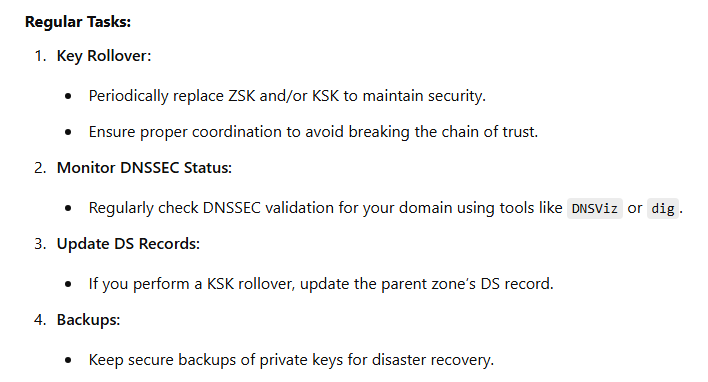 Regular Tasks:
1. Key Rollover:
• Periodically replace ZSK and/or KSK to maintain security.
• Ensure proper coordination to avoid breaking the chain of trust.
2. Monitor DNSSEC Status:
• Regularly check DNSSEC validation for your domain using tools like DNSViz or dig.
3. Update DS Records:
• If you perform a KSK rollover, update the parent zone’s DS record.
4. Backups:
• Keep secure backups of private keys for disaster recovery.